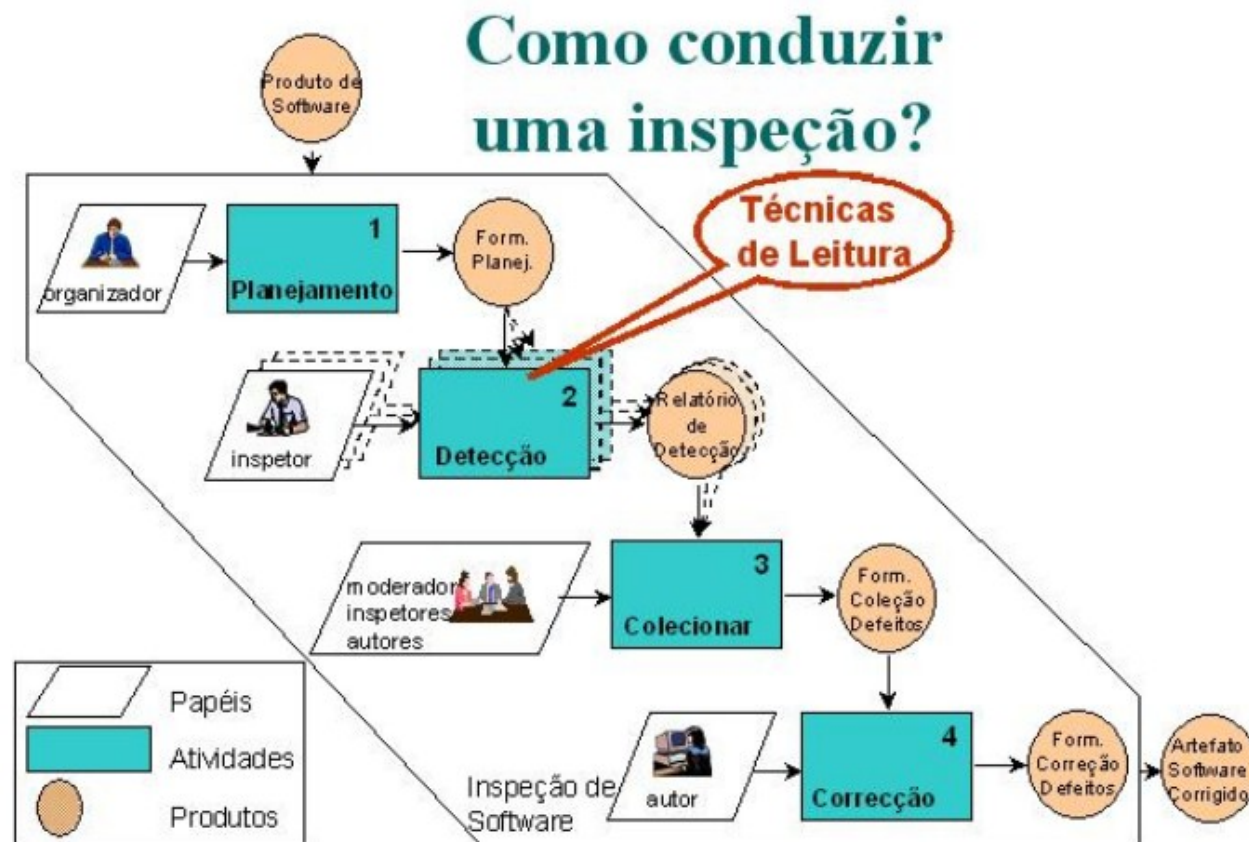 Como conduzir
uma inspeção?
Produto de
Software
Técnicas
de Leitura
1
Planejamento
organizador
Form.
Planej.
2
Detecção
inspetor
Relatório
de
Detecção
3
Colecionar
moderador
inspetores
autores
Form.
Coleção
Defeitos
4
Correcção
autor
Form.
Correção
Defeitos
Artefato
Software
Corrigido
Inspeção de
Software
Papéis
Atividades
Produtos